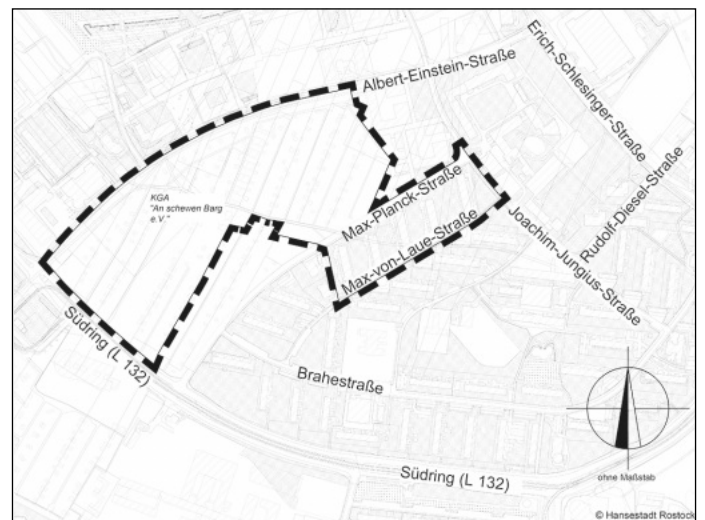 Erich-Schlesinger-Straße
Albert-Einstein-Straße
Rudolf-Diesel-Straße
KGA
"An schewen Barg
e.V."
Max-Planck-Straße
Max-von-Laue-Straße
Joachim-Jungius-Straße
Südring (L 132)
Brahestraße
Südring (L 132)
ohne Maßstab
© Hansestadt Rostock